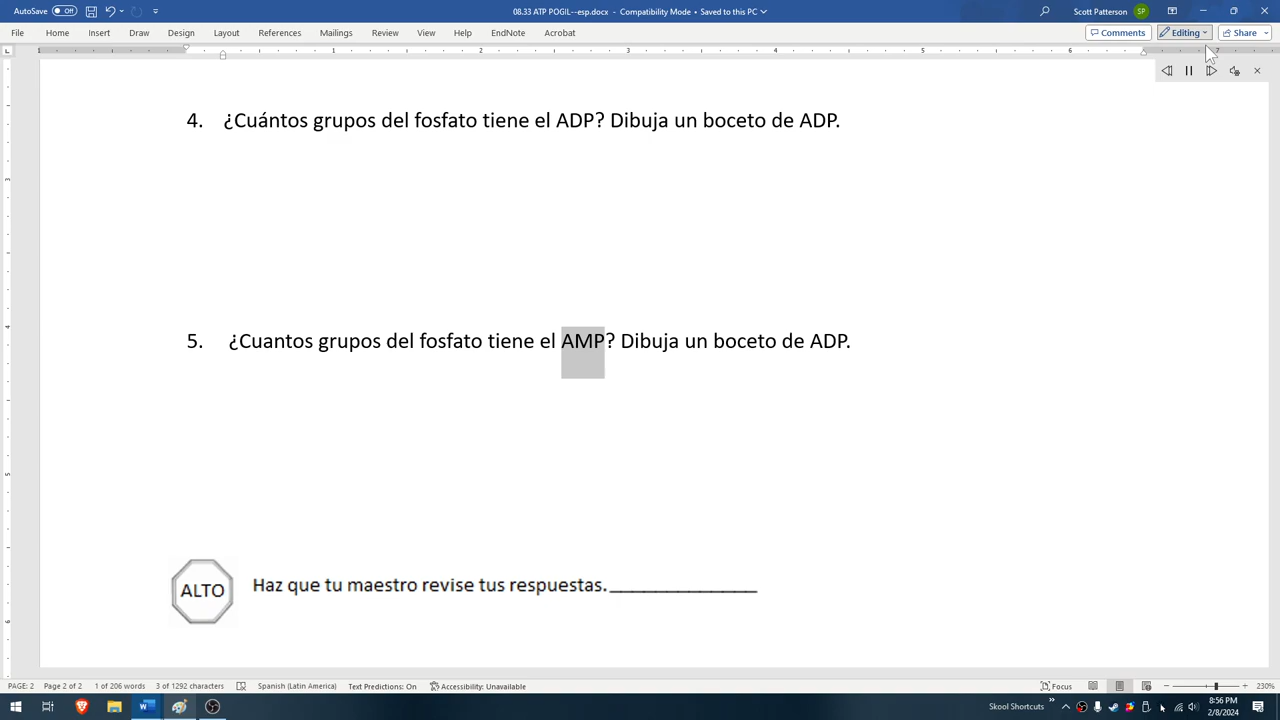 AutoSave Off
08.33 ATP POGIL--esp.docx - Compatibility Mode • Saved to this PC
Scott Patterson SP
File Home Insert Draw Design Layout References Mailings Review View Help EndNote Acrobat
Comments Editing Share
4. ¿Cuántos grupos del fosfato tiene el ADP? Dibuja un boceto de ADP.
5. ¿Cuantos grupos del fosfato tiene el AMP? Dibuja un boceto de ADP.
ALTO Haz que tu maestro revise tus respuestas. _____________
PAGE: 2 Page 2 of 2 1 of 206 words 3 of 1292 characters Spanish (Latin America) Text Predictions: On Accessibility: Unavailable Focus 230%
Skool Shortcuts 8:56 PM
2/8/2024